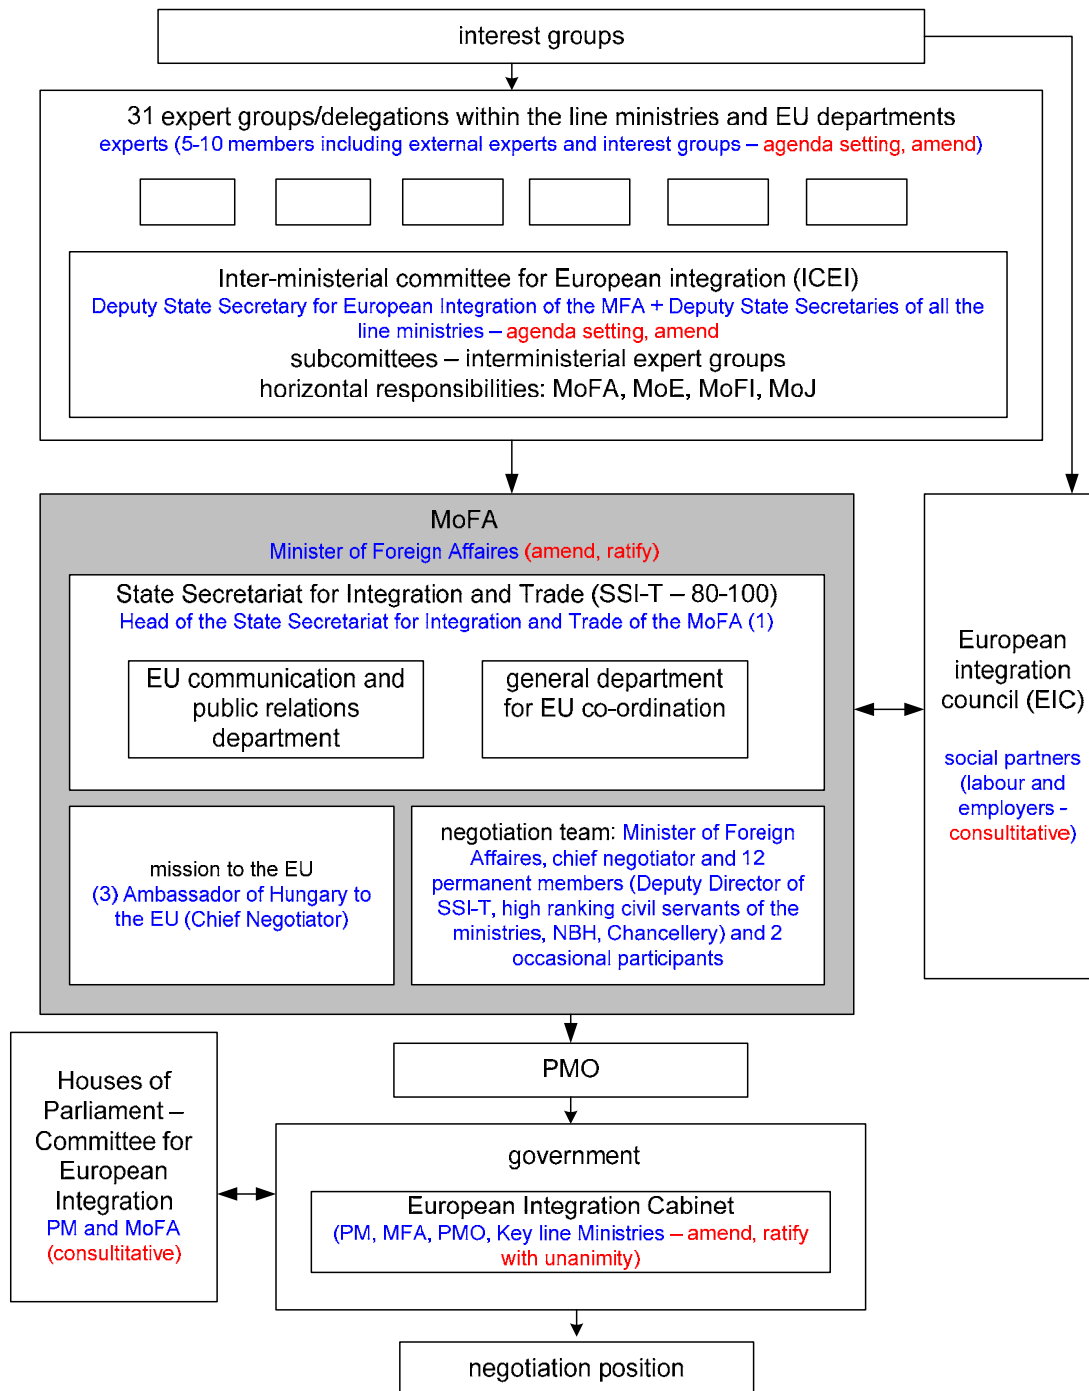 interest groups
31 expert groups/delegations within the line ministries and EU departments
experts (5-10 members including external experts and interest groups – agenda setting, amend)
Inter-ministerial committee for European integration (ICEI)
Deputy State Secretary for European Integration of the MFA + Deputy State Secretaries of all the
line ministries – agenda setting, amend
subcomittees – interministerial expert groups
horizontal responsibilities: MoFA, MoE, MoFI, MoJ
MoFA
Minister of Foreign Affaires (amend, ratify)
State Secretariat for Integration and Trade (SSI-T – 80-100)
Head of the State Secretariat for Integration and Trade of the MoFA (1)
EU communication and
public relations
department
general department
for EU co-ordination
mission to the EU
(3) Ambassador of Hungary to
the EU (Chief Negotiator)
negotiation team: Minister of Foreign
Affaires, chief negotiator and 12
permanent members (Deputy Director of
SSI-T, high ranking civil servants of the
ministries, NBH, Chancellery) and 2
occasional participants
European
integration
council (EIC)
social partners
(labour and
employers -
consultitative)
PMO
Houses of
Parliament –
Committee for
European
Integration
PM and MoFA
(consultitative)
government
European Integration Cabinet
(PM, MFA, PMO, Key line Ministries – amend, ratify
with unanimity)
negotiation position